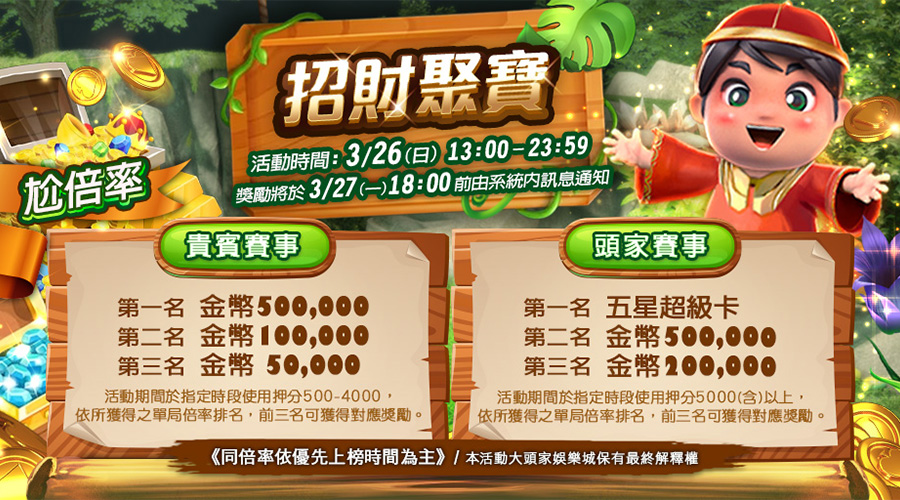 招財聚寶
活動時間：3/26(日) 13:00-23:59
獎勵將於 3/27(一)18:00 前由系統內訊息通知
尬倍率
貴賓賽事
第一名 金幣500,000
第二名 金幣100,000
第三名 金幣 50,000
活動期間於指定時段使用押分500-4000，
依所獲得之單局倍率排名，前三名可獲得對應獎勵。
頭家賽事
第一名 五星超級卡
第二名 金幣500,000
第三名 金幣200,000
活動期間於指定時段使用押分5000(含)以上，
依所獲得之單局倍率排名，前三名可獲得對應獎勵。
《同倍率依優先上榜時間為主》/ 本活動大頭家娛樂城保有最終解釋權